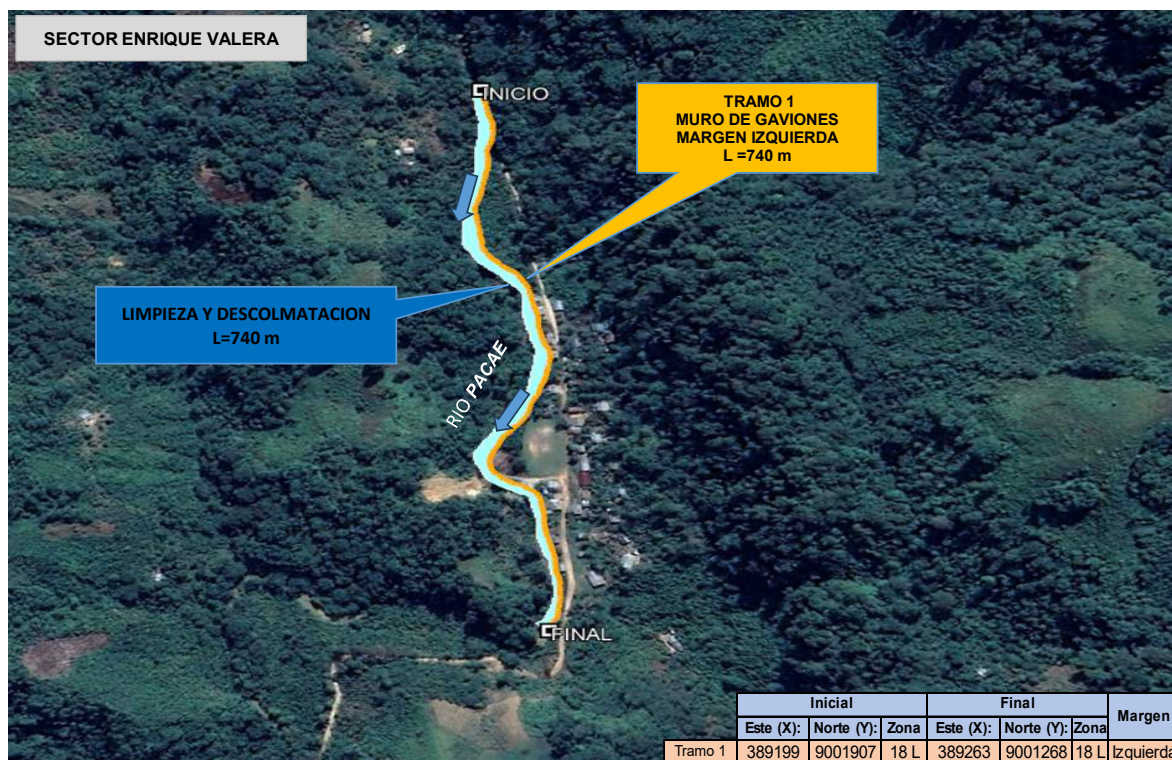 SECTOR ENRIQUE VALERA
INICIO
TRAMO 1
MURO DE GAVIONES
MARGEN IZQUIERDA
L =740 m
LIMPIEZA Y DESCOLMATACION
L=740 m
RIO PACAE
FINAL
Inicial Final Margen
Este (X): Norte (Y): Zona Este (X): Norte (Y): Zona
Tramo 1 389199 9001907 18 L 389263 9001268 18 L Izquierda